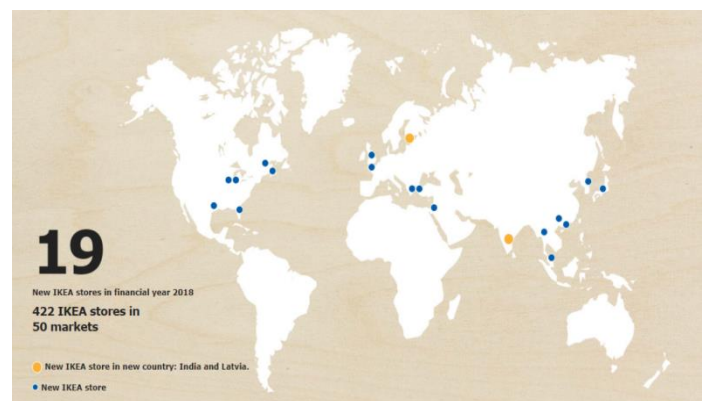 19
New IKEA stores in financial year 2018
422 IKEA stores in
50 markets
New IKEA store in new country: India and Latvia.
New IKEA store